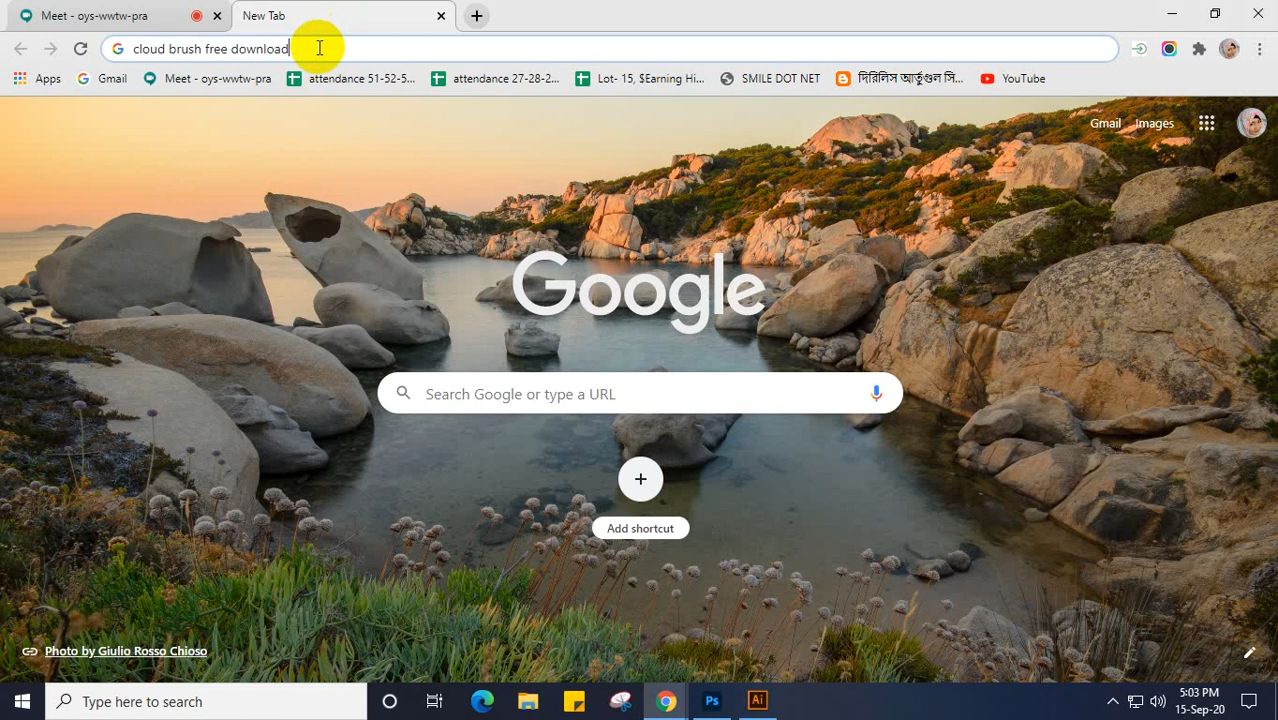 Meet - oys-wwtw-pra
New Tab
cloud brush free download
Apps
Gmail
Meet - oys-wwtw-pra
attendance 51-52-5...
attendance 27-28-2...
Lot- 15, $Earning Hi...
SMILE DOT NET
দিরিলিস আর্তুগুল সি...
YouTube
Gmail
Images
Google
Search Google or type a URL
Add shortcut
Photo by Giulio Rosso Chioso
Type here to search
Ps
Ai
5:03 PM
15-Sep-20